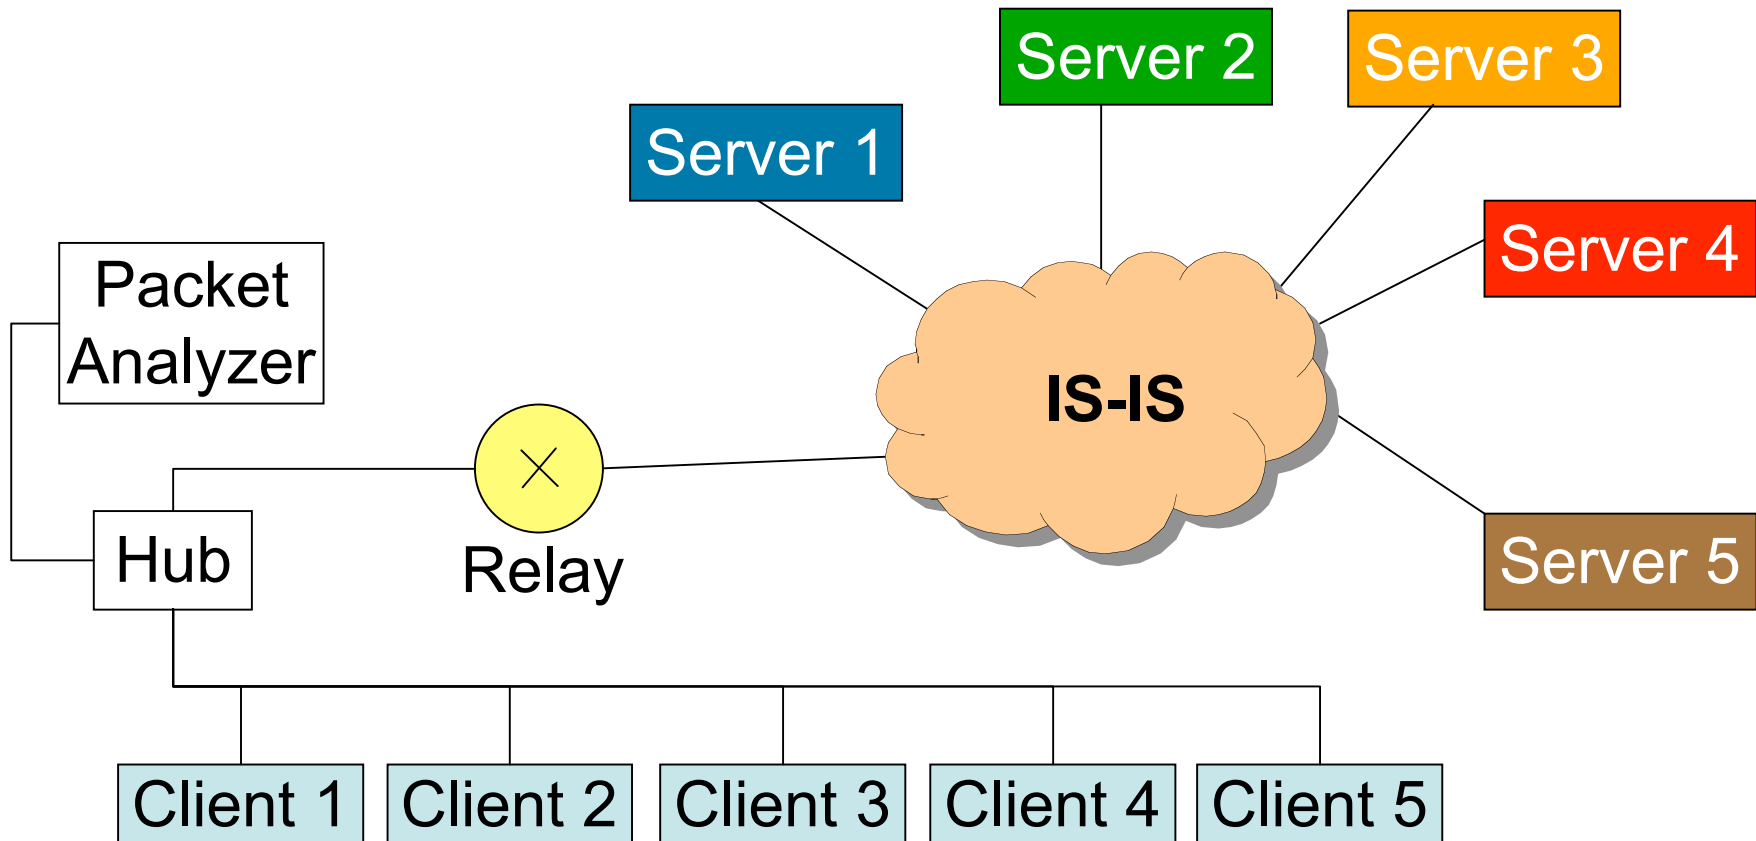 Server 2
Server 3
Server 1
Server 4
Packet
Analyzer
IS-IS
Hub
Relay
Server 5
Client 1
Client 2
Client 3
Client 4
Client 5